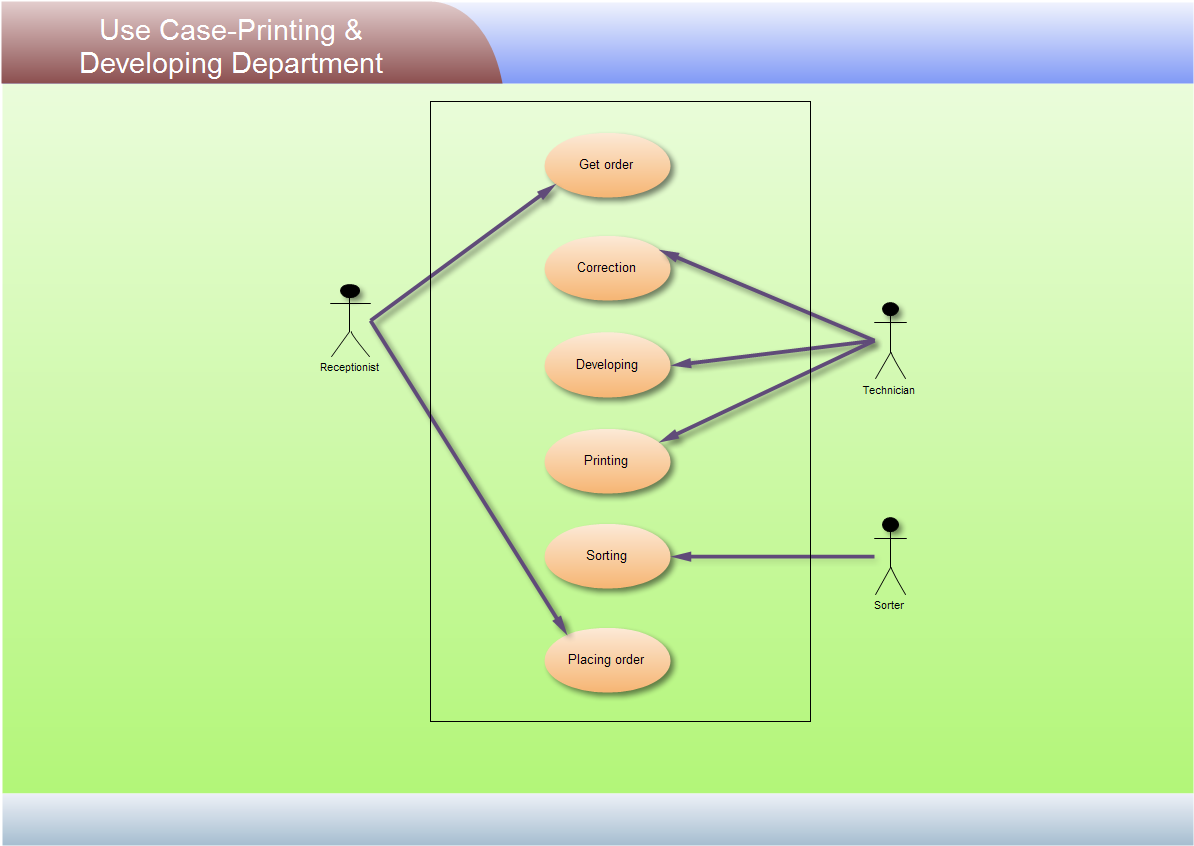 Use Case-Printing &
Developing Department
Get order
Correction
Receptionist
Developing
Technician
Printing
Sorting
Sorter
Placing order